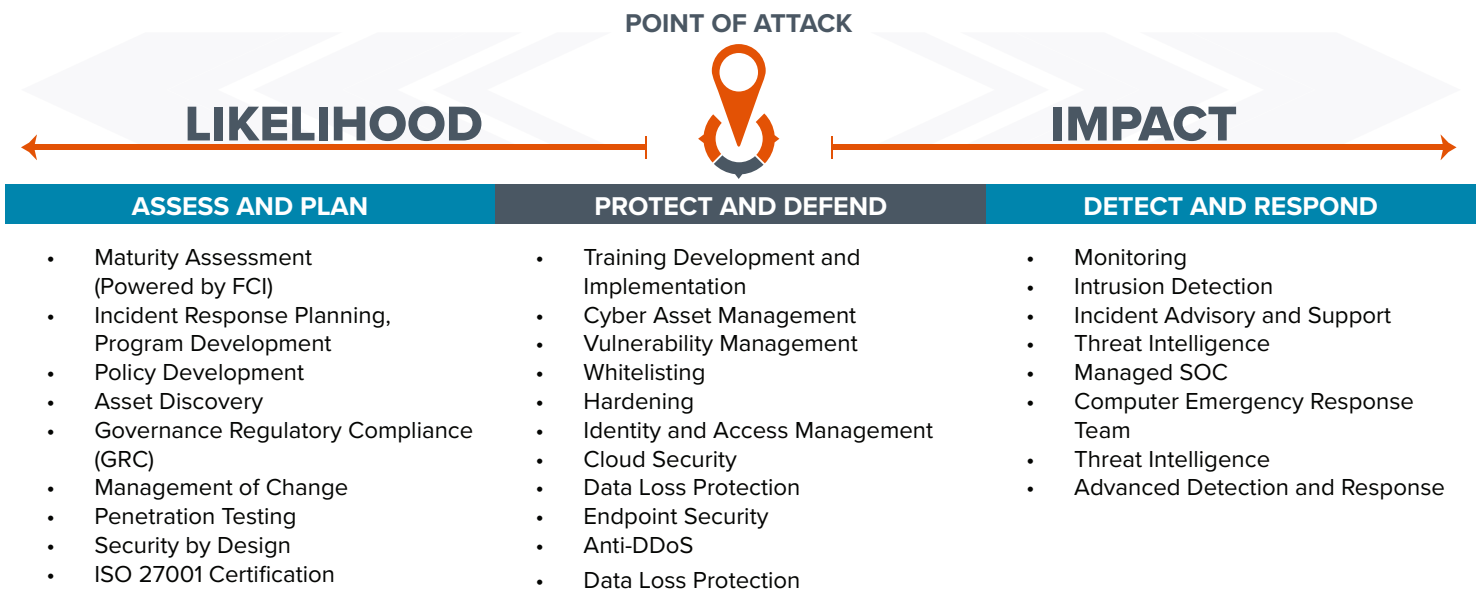 POINT OF ATTACK
LIKELIHOOD
IMPACT
ASSESS AND PLAN
• Maturity Assessment
(Powered by FCI)
• Incident Response Planning,
Program Development
• Policy Development
• Asset Discovery
• Governance Regulatory Compliance
(GRC)
• Management of Change
• Penetration Testing
• Security by Design
• ISO 27001 Certification
PROTECT AND DEFEND
• Training Development and
Implementation
• Cyber Asset Management
• Vulnerability Management
• Whitelisting
• Hardening
• Identity and Access Management
• Cloud Security
• Data Loss Protection
• Endpoint Security
• Anti-DDoS
• Data Loss Protection
DETECT AND RESPOND
• Monitoring
• Intrusion Detection
• Incident Advisory and Support
• Threat Intelligence
• Managed SOC
• Computer Emergency Response
Team
• Threat Intelligence
• Advanced Detection and Response